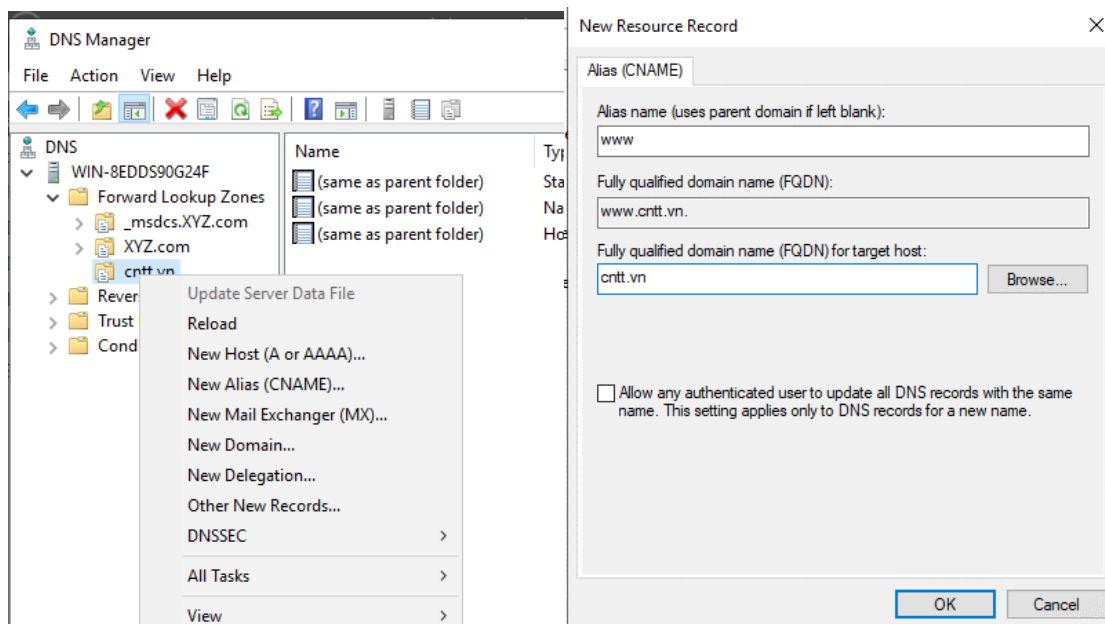 DNS Manager
File Action View Help
DNS
WIN-8EDDS90G24F
Forward Lookup Zones
_msdcs.XYZ.com
XYZ.com
cntt.vn
Rever
Trust
Cond
Name
(same as parent folder) Sta
(same as parent folder) Na
(same as parent folder)
Update Server Data File
Reload
New Host (A or AAAA)...
New Alias (CNAME)...
New Mail Exchanger (MX)...
New Domain...
New Delegation...
Other New Records...
DNSSEC
All Tasks
View
New Resource Record
Alias (CNAME)
Alias name (uses parent domain if left blank):
www
Fully qualified domain name (FQDN):
www.cntt.vn.
Fully qualified domain name (FQDN) for target host:
cntt.vn
Browse...
Allow any authenticated user to update all DNS records with the same
name. This setting applies only to DNS records for a new name.
OK Cancel